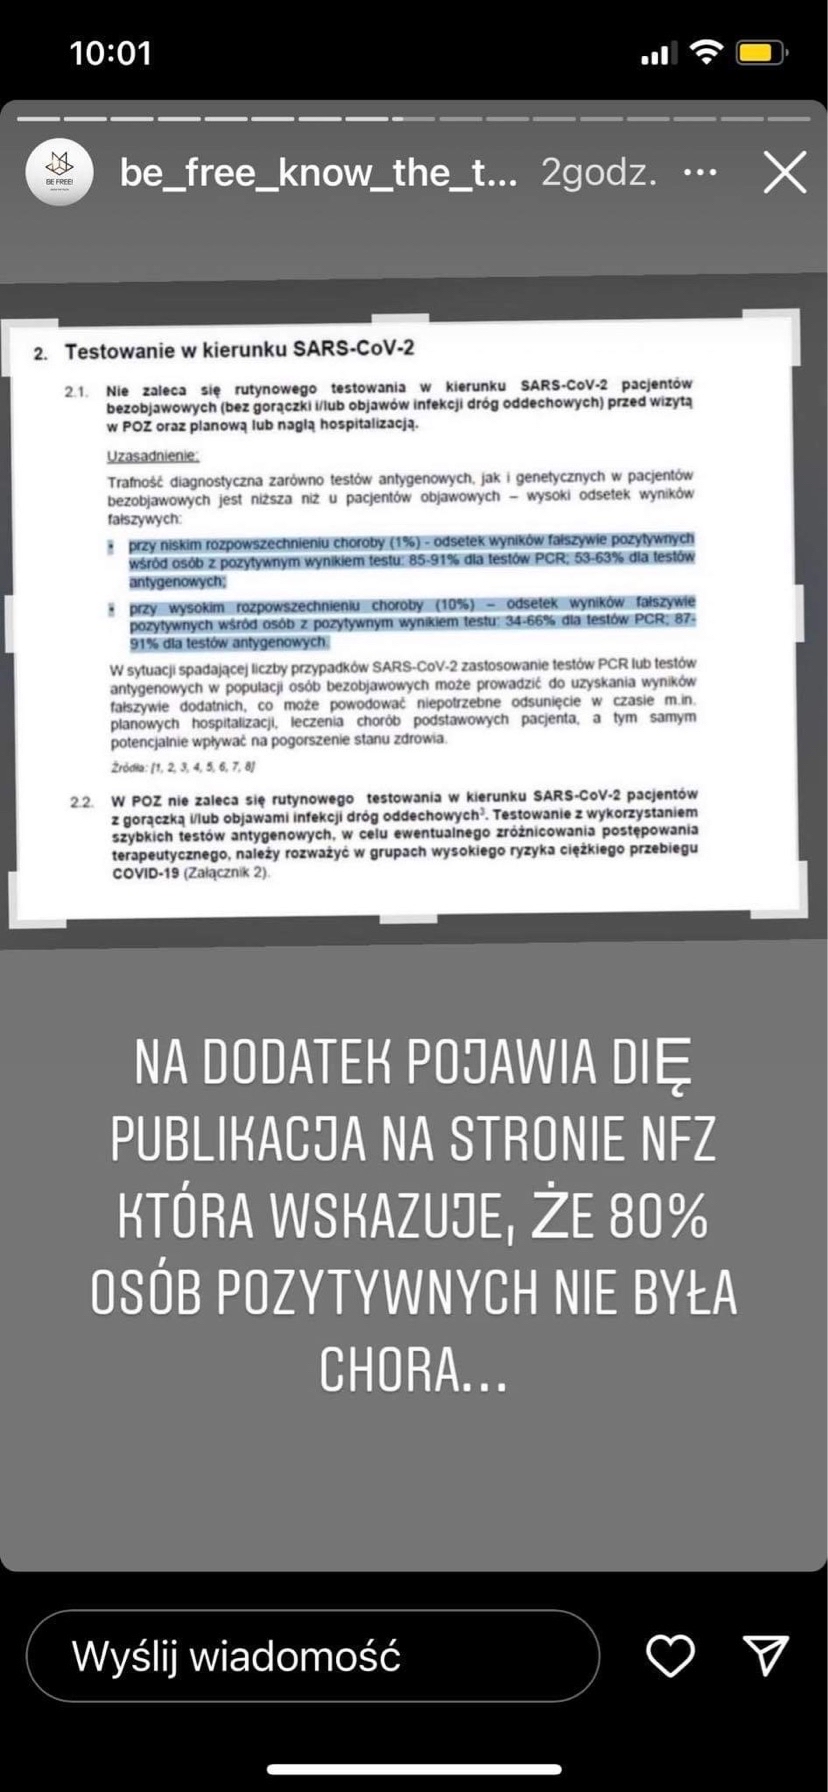 10:01
BE FREE!
be_free_know_the_t... 2godz. ...
2. Testowanie w kierunku SARS-CoV-2
2.1. Nie zaleca się rutynowego testowania w kierunku SARS-CoV-2 pacjentów
bezobjawowych (bez gorączki i/lub objawów infekcji dróg oddechowych) przed wizytą
w POZ oraz planową lub nagłą hospitalizacją.
Uzasadnienie:
Trafność diagnostyczna zarówno testów antygenowych, jak i genetycznych w pacjentów
bezobjawowych jest niższa niż u pacjentów objawowych – wysoki odsetek wyników
fałszywych:
• przy niskim rozpowszechnieniu choroby (1%) - odsetek wyników fałszywie pozytywnych
wśród osób z pozytywnym wynikiem testu: 85-91% dla testów PCR; 53-63% dla testów
antygenowych;
• przy wysokim rozpowszechnieniu choroby (10%) – odsetek wyników fałszywie
pozytywnych wśród osób z pozytywnym wynikiem testu: 34-66% dla testów PCR; 87-
91% dla testów antygenowych.
W sytuacji spadającej liczby przypadków SARS-CoV-2 zastosowanie testów PCR lub testów
antygenowych w populacji osób bezobjawowych może prowadzić do uzyskania wyników
fałszywie dodatnich, co może powodować niepotrzebne odsunięcie w czasie m.in.
planowych hospitalizacji, leczenia chorób podstawowych pacjenta, a tym samym
potencjalnie wpływać na pogorszenie stanu zdrowia.
Źródła: [1, 2, 3, 4, 5, 6, 7, 8]
2.2. W POZ nie zaleca się rutynowego testowania w kierunku SARS-CoV-2 pacjentów
z gorączką i/lub objawami infekcji dróg oddechowych³. Testowanie z wykorzystaniem
szybkich testów antygenowych, w celu ewentualnego zróżnicowania postępowania
terapeutycznego, należy rozważyć w grupach wysokiego ryzyka ciężkiego przebiegu
COVID-19 (Załącznik 2).
NA DODATEK POJAWIA DIĘ
PUBLIKACJA NA STRONIE NFZ
KTÓRA WSKAZUJE, ŻE 80%
OSÓB POZYTYWNYCH NIE BYŁA
CHORA...
Wyślij wiadomość